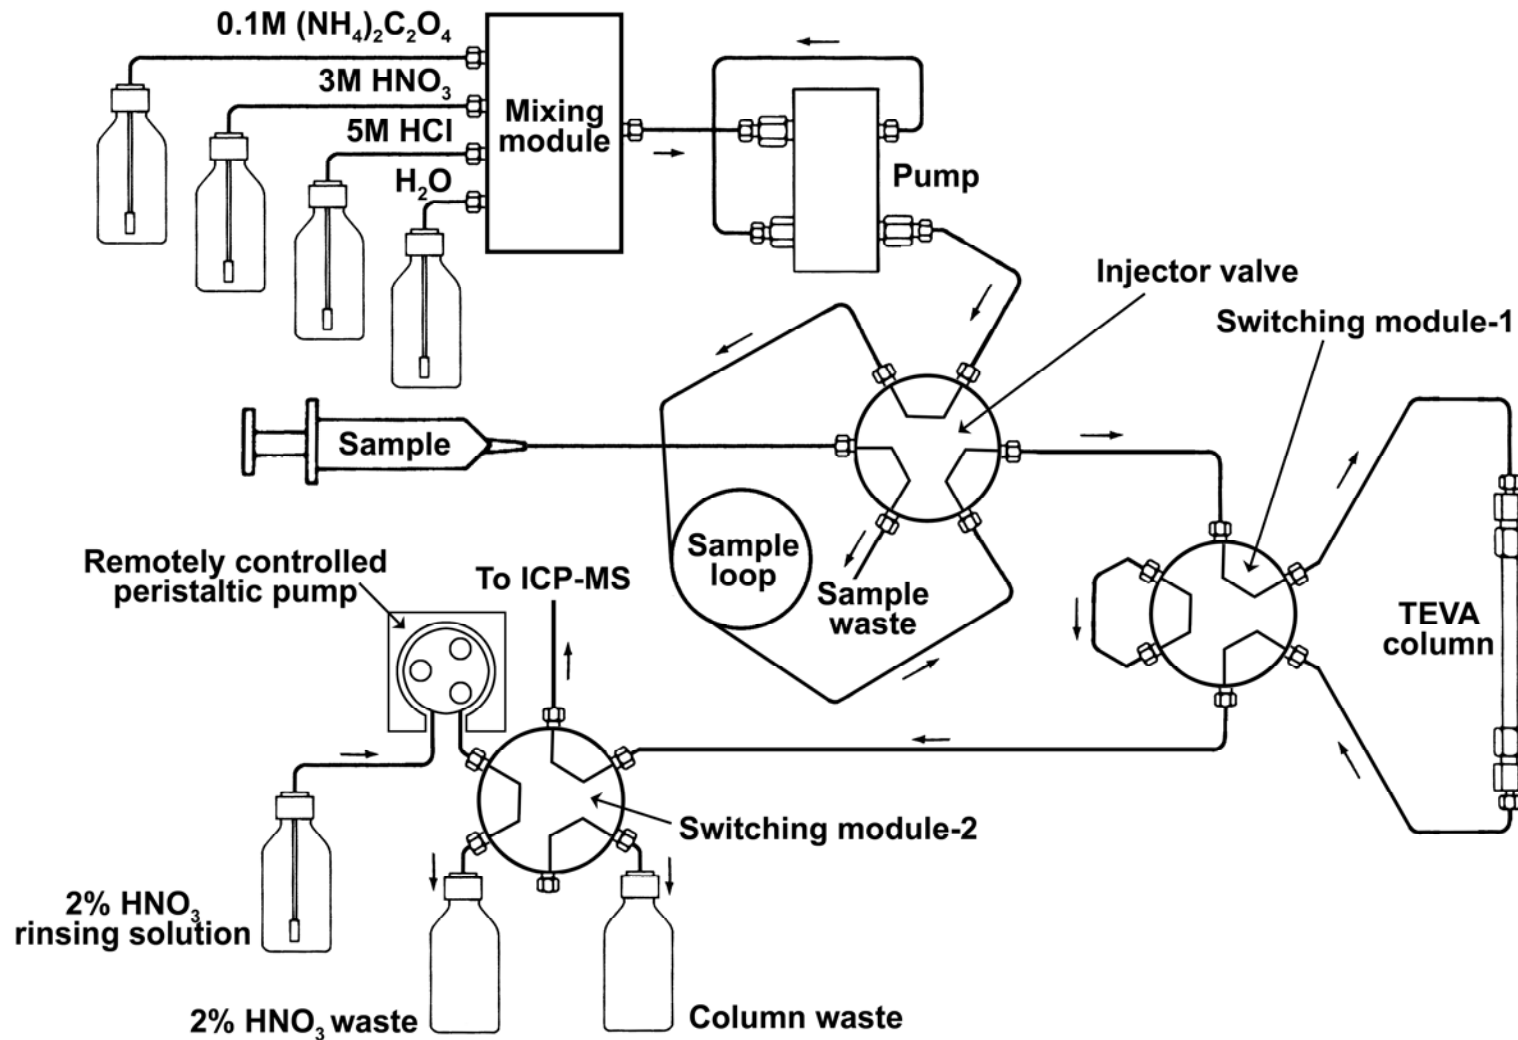 0.1M (NH₄)₂C₂O₄
3M HNO₃
5M HCl
H₂O
Mixing
module
Pump
Injector valve
Switching module-1
Sample
Sample
loop
Sample
waste
Remotely controlled
peristaltic pump
To ICP-MS
TEVA
column
Switching module-2
2% HNO₃
rinsing solution
2% HNO₃ waste
Column waste